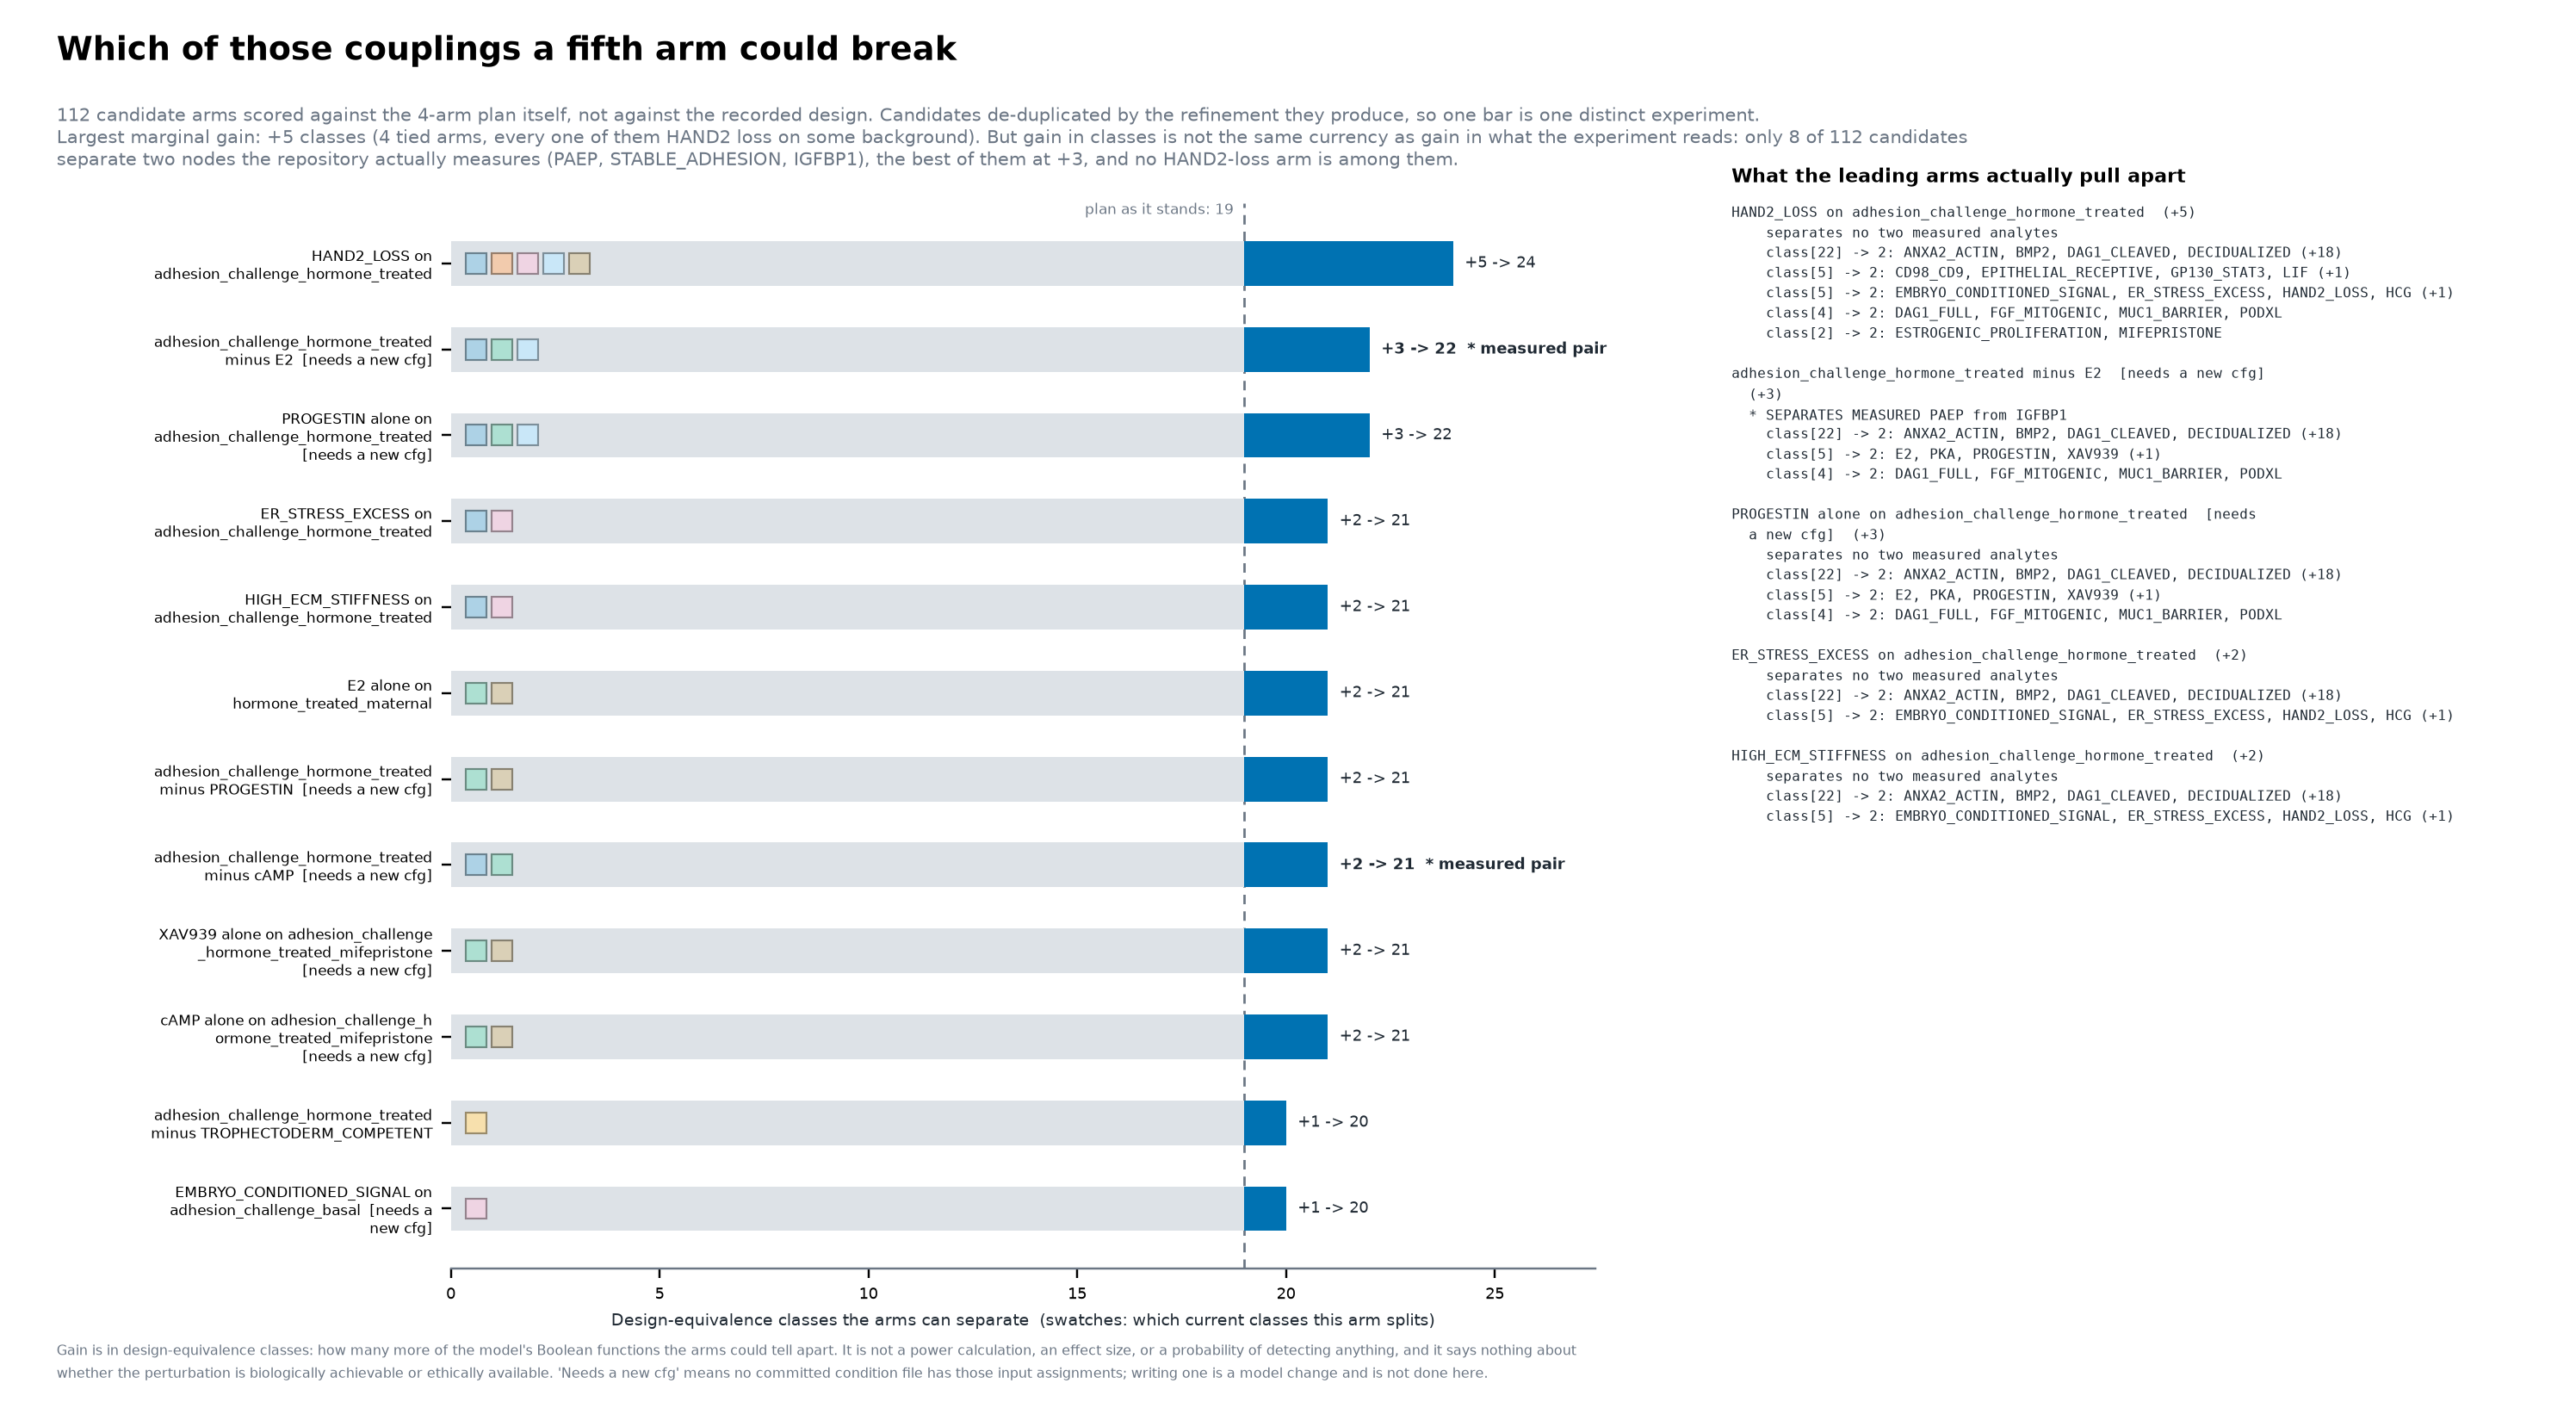 Which of those couplings a fifth arm could break
112 candidate arms scored against the 4-arm plan itself, not against the recorded design. Candidates de-duplicated by the refinement they produce, so one bar is one distinct experiment.
Largest marginal gain: +5 classes (4 tied arms, every one of them HAND2 loss on some background). But gain in classes is not the same currency as gain in what the experiment reads: only 8 of 112 candidates
separate two nodes the repository actually measures (PAEP, STABLE_ADHESION, IGFBP1), the best of them at +3, and no HAND2-loss arm is among them.
plan as it stands: 19
HAND2_LOSS on
adhesion_challenge_hormone_treated
+5 -> 24
adhesion_challenge_hormone_treated
minus E2  [needs a new cfg]
+3 -> 22  * measured pair
PROGESTIN alone on
adhesion_challenge_hormone_treated
[needs a new cfg]
+3 -> 22
ER_STRESS_EXCESS on
adhesion_challenge_hormone_treated
+2 -> 21
HIGH_ECM_STIFFNESS on
adhesion_challenge_hormone_treated
+2 -> 21
E2 alone on
hormone_treated_maternal
+2 -> 21
adhesion_challenge_hormone_treated
minus PROGESTIN  [needs a new cfg]
+2 -> 21
adhesion_challenge_hormone_treated
minus cAMP  [needs a new cfg]
+2 -> 21  * measured pair
XAV939 alone on adhesion_challenge
_hormone_treated_mifepristone
[needs a new cfg]
+2 -> 21
cAMP alone on adhesion_challenge_h
ormone_treated_mifepristone
[needs a new cfg]
+2 -> 21
adhesion_challenge_hormone_treated
minus TROPHECTODERM_COMPETENT
+1 -> 20
EMBRYO_CONDITIONED_SIGNAL on
adhesion_challenge_basal  [needs a
new cfg]
+1 -> 20
0 5 10 15 20 25
Design-equivalence classes the arms can separate  (swatches: which current classes this arm splits)
What the leading arms actually pull apart
HAND2_LOSS on adhesion_challenge_hormone_treated  (+5)
separates no two measured analytes
class[22] -> 2: ANXA2_ACTIN, BMP2, DAG1_CLEAVED, DECIDUALIZED (+18)
class[5] -> 2: CD98_CD9, EPITHELIAL_RECEPTIVE, GP130_STAT3, LIF (+1)
class[5] -> 2: EMBRYO_CONDITIONED_SIGNAL, ER_STRESS_EXCESS, HAND2_LOSS, HCG (+1)
class[4] -> 2: DAG1_FULL, FGF_MITOGENIC, MUC1_BARRIER, PODXL
class[2] -> 2: ESTROGENIC_PROLIFERATION, MIFEPRISTONE
adhesion_challenge_hormone_treated minus E2  [needs a new cfg]
(+3)
* SEPARATES MEASURED PAEP from IGFBP1
class[22] -> 2: ANXA2_ACTIN, BMP2, DAG1_CLEAVED, DECIDUALIZED (+18)
class[5] -> 2: E2, PKA, PROGESTIN, XAV939 (+1)
class[4] -> 2: DAG1_FULL, FGF_MITOGENIC, MUC1_BARRIER, PODXL
PROGESTIN alone on adhesion_challenge_hormone_treated  [needs
a new cfg]  (+3)
separates no two measured analytes
class[22] -> 2: ANXA2_ACTIN, BMP2, DAG1_CLEAVED, DECIDUALIZED (+18)
class[5] -> 2: E2, PKA, PROGESTIN, XAV939 (+1)
class[4] -> 2: DAG1_FULL, FGF_MITOGENIC, MUC1_BARRIER, PODXL
ER_STRESS_EXCESS on adhesion_challenge_hormone_treated  (+2)
separates no two measured analytes
class[22] -> 2: ANXA2_ACTIN, BMP2, DAG1_CLEAVED, DECIDUALIZED (+18)
class[5] -> 2: EMBRYO_CONDITIONED_SIGNAL, ER_STRESS_EXCESS, HAND2_LOSS, HCG (+1)
HIGH_ECM_STIFFNESS on adhesion_challenge_hormone_treated  (+2)
separates no two measured analytes
class[22] -> 2: ANXA2_ACTIN, BMP2, DAG1_CLEAVED, DECIDUALIZED (+18)
class[5] -> 2: EMBRYO_CONDITIONED_SIGNAL, ER_STRESS_EXCESS, HAND2_LOSS, HCG (+1)
Gain is in design-equivalence classes: how many more of the model's Boolean functions the arms could tell apart. It is not a power calculation, an effect size, or a probability of detecting anything, and it says nothing about
whether the perturbation is biologically achievable or ethically available. 'Needs a new cfg' means no committed condition file has those input assignments; writing one is a model change and is not done here.